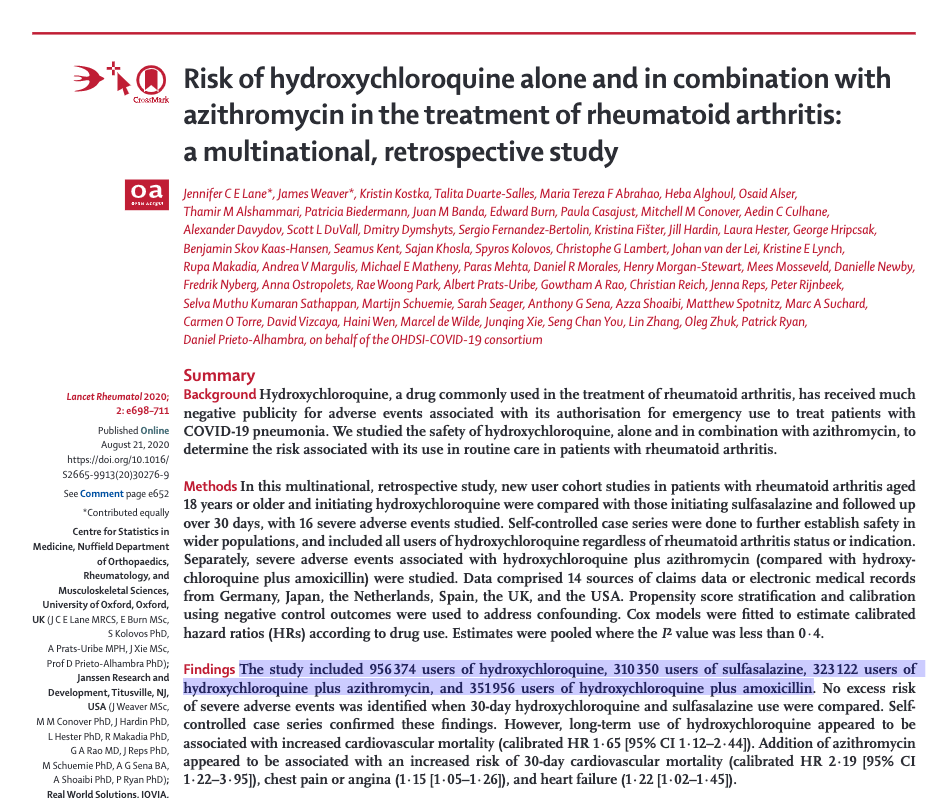 CrossMark
Risk of hydroxychloroquine alone and in combination with
azithromycin in the treatment of rheumatoid arthritis:
a multinational, retrospective study
oa
OPEN ACCESS
Jennifer C E Lane*, James Weaver*, Kristin Kostka, Talita Duarte-Salles, Maria Tereza F Abrahao, Heba Alghoul, Osaid Alser,
Thamir M Alshammari, Patricia Biedermann, Juan M Banda, Edward Burn, Paula Casajust, Mitchell M Conover, Aedin C Culhane,
Alexander Davydov, Scott L DuVall, Dmitry Dymshyts, Sergio Fernandez-Bertolin, Kristina Fišter, Jill Hardin, Laura Hester, George Hripcsak,
Benjamin Skov Kaas-Hansen, Seamus Kent, Sajan Khosla, Spyros Kolovos, Christophe G Lambert, Johan van der Lei, Kristine E Lynch,
Rupa Makadia, Andrea V Margulis, Michael E Matheny, Paras Mehta, Daniel R Morales, Henry Morgan-Stewart, Mees Mosseveld, Danielle Newby,
Fredrik Nyberg, Anna Ostropolets, Rae Woong Park, Albert Prats-Uribe, Gowtham A Rao, Christian Reich, Jenna Reps, Peter Rijnbeek,
Selva Muthu Kumaran Sathappan, Martijn Schuemie, Sarah Seager, Anthony G Sena, Azza Shoaibi, Matthew Spotnitz, Marc A Suchard,
Carmen O Torre, David Vizcaya, Haini Wen, Marcel de Wilde, Junqing Xie, Seng Chan You, Lin Zhang, Oleg Zhuk, Patrick Ryan,
Daniel Prieto-Alhambra, on behalf of the OHDSI-COVID-19 consortium
Summary
Background Hydroxychloroquine, a drug commonly used in the treatment of rheumatoid arthritis, has received much
negative publicity for adverse events associated with its authorisation for emergency use to treat patients with
COVID-19 pneumonia. We studied the safety of hydroxychloroquine, alone and in combination with azithromycin, to
determine the risk associated with its use in routine care in patients with rheumatoid arthritis.
Methods In this multinational, retrospective study, new user cohort studies in patients with rheumatoid arthritis aged
18 years or older and initiating hydroxychloroquine were compared with those initiating sulfasalazine and followed up
over 30 days, with 16 severe adverse events studied. Self-controlled case series were done to further establish safety in
wider populations, and included all users of hydroxychloroquine regardless of rheumatoid arthritis status or indication.
Separately, severe adverse events associated with hydroxychloroquine plus azithromycin (compared with hydroxy-
chloroquine plus amoxicillin) were studied. Data comprised 14 sources of claims data or electronic medical records
from Germany, Japan, the Netherlands, Spain, the UK, and the USA. Propensity score stratification and calibration
using negative control outcomes were used to address confounding. Cox models were fitted to estimate calibrated
hazard ratios (HRs) according to drug use. Estimates were pooled where the I² value was less than 0·4.
Findings The study included 956 374 users of hydroxychloroquine, 310 350 users of sulfasalazine, 323 122 users of
hydroxychloroquine plus azithromycin, and 351 956 users of hydroxychloroquine plus amoxicillin. No excess risk
of severe adverse events was identified when 30-day hydroxychloroquine and sulfasalazine use were compared. Self-
controlled case series confirmed these findings. However, long-term use of hydroxychloroquine appeared to be
associated with increased cardiovascular mortality (calibrated HR 1·65 [95% CI 1·12–2·44]). Addition of azithromycin
appeared to be associated with an increased risk of 30-day cardiovascular mortality (calibrated HR 2·19 [95% CI
1·22–3·95]), chest pain or angina (1·15 [1·05–1·26]), and heart failure (1·22 [1·02–1·45]).
Lancet Rheumatol 2020;
2: e698–711
Published Online
August 21, 2020
https://doi.org/10.1016/
S2665-9913(20)30276-9
See Comment page e652
*Contributed equally
Centre for Statistics in
Medicine, Nuffield Department
of Orthopaedics,
Rheumatology, and
Musculoskeletal Sciences,
University of Oxford, Oxford,
UK (J C E Lane MRCS, E Burn MSc,
S Kolovos PhD,
A Prats-Uribe MPH, J Xie MSc,
Prof D Prieto-Alhambra PhD);
Janssen Research and
Development, Titusville, NJ,
USA (J Weaver MSc,
M M Conover PhD, J Hardin PhD,
L Hester PhD, R Makadia PhD,
G A Rao MD, J Reps PhD,
M Schuemie PhD, A G Sena BA,
A Shoaibi PhD, P Ryan PhD);
Real World Solutions, IQVIA,